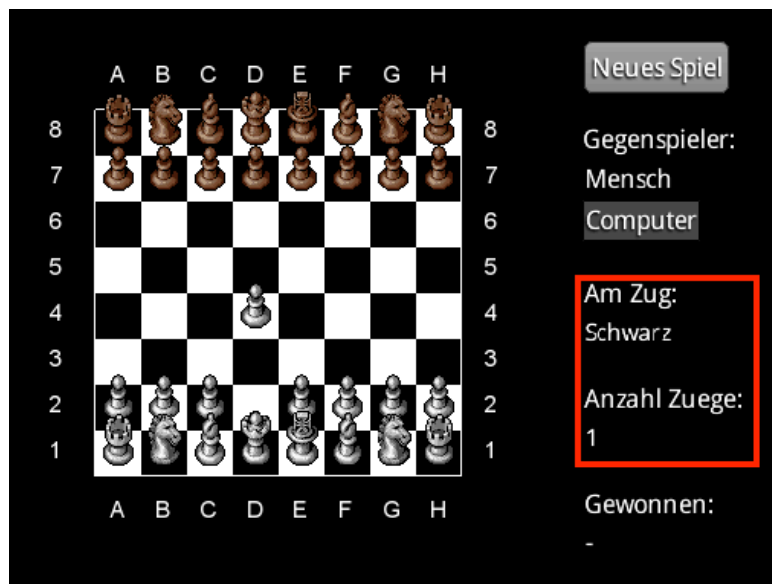 A B C D E F G H
8 8
7 7
6 6
5 5
4 4
3 3
2 2
1 1
A B C D E F G H
Neues Spiel
Gegenspieler:
Mensch
Computer
Am Zug:
Schwarz
Anzahl Zuege:
1
Gewonnen:
-